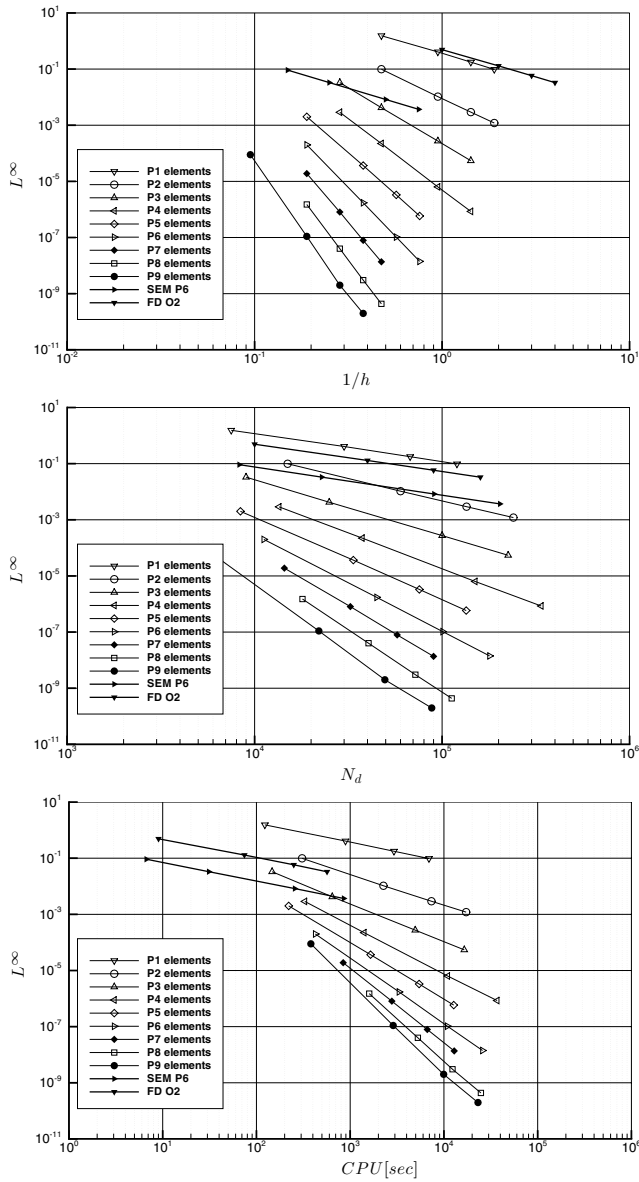 10^1
10^-1
10^-3
10^-5
10^-7
10^-9
10^-11
L^∞
P1 elements
P2 elements
P3 elements
P4 elements
P5 elements
P6 elements
P7 elements
P8 elements
P9 elements
SEM P6
FD O2
10^-2 10^-1 10^0 10^1
1/h
10^1
10^-1
10^-3
10^-5
10^-7
10^-9
10^-11
L^∞
P1 elements
P2 elements
P3 elements
P4 elements
P5 elements
P6 elements
P7 elements
P8 elements
P9 elements
SEM P6
FD O2
10^3 10^4 10^5 10^6
N_d
10^1
10^-1
10^-3
10^-5
10^-7
10^-9
10^-11
L^∞
P1 elements
P2 elements
P3 elements
P4 elements
P5 elements
P6 elements
P7 elements
P8 elements
P9 elements
SEM P6
FD O2
10^0 10^1 10^2 10^3 10^4 10^5 10^6
CPU[sec]